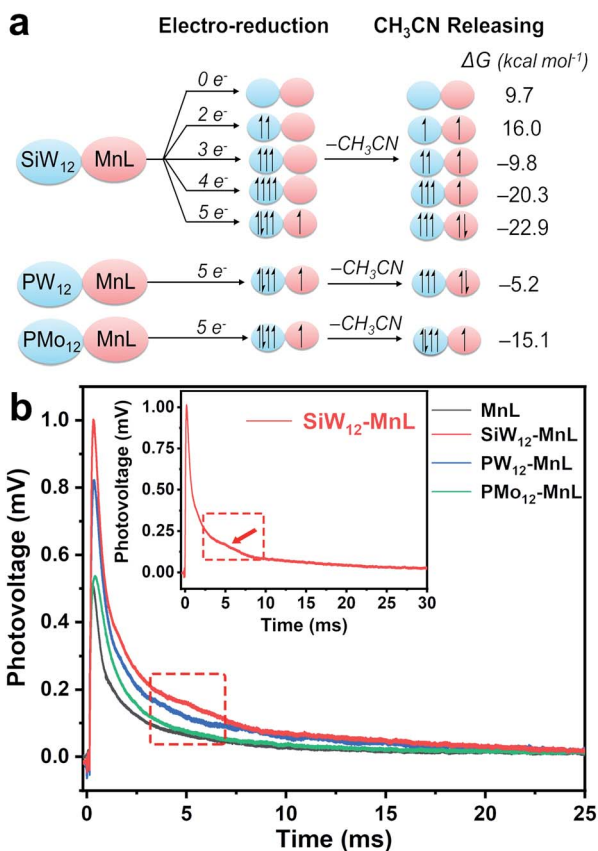 a
Electro-reduction CH₃CN Releasing
ΔG (kcal mol⁻¹)
0 e⁻ 9.7
2 e⁻ 16.0
SiW₁₂ MnL 3 e⁻ –CH₃CN –9.8
4 e⁻ –20.3
5 e⁻ –22.9
PW₁₂ MnL 5 e⁻ –CH₃CN –5.2
PMo₁₂ MnL 5 e⁻ –CH₃CN –15.1
b
Photovoltage (mV)
1.0
0.8
0.6
0.4
0.2
0.0
0 5 10 15 20 25
Time (ms)
Photovoltage (mV)
1.00
0.75
0.50
0.25
0.00
0 5 10 15 20 25 30
Time (ms)
SiW₁₂-MnL
MnL
SiW₁₂-MnL
PW₁₂-MnL
PMo₁₂-MnL